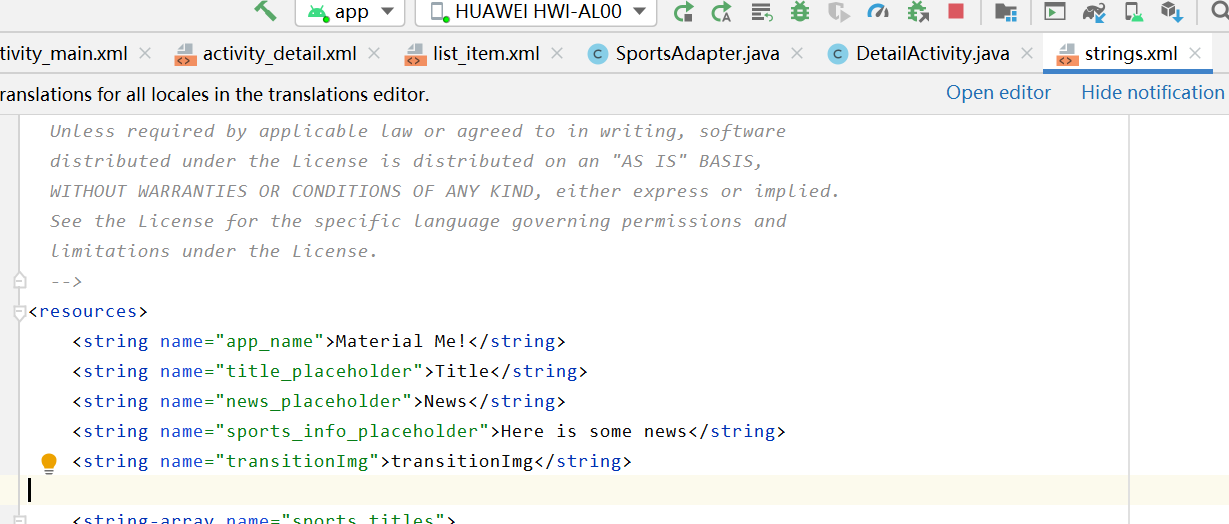 app HUAWEI HWI-AL00
tivity_main.xml activity_detail.xml list_item.xml SportsAdapter.java DetailActivity.java strings.xml
ranslations for all locales in the translations editor. Open editor Hide notification
Unless required by applicable law or agreed to in writing, software
distributed under the License is distributed on an "AS IS" BASIS,
WITHOUT WARRANTIES OR CONDITIONS OF ANY KIND, either express or implied.
See the License for the specific language governing permissions and
limitations under the License.
-->
<resources>
<string name="app_name">Material Me!</string>
<string name="title_placeholder">Title</string>
<string name="news_placeholder">News</string>
<string name="sports_info_placeholder">Here is some news</string>
<string name="transitionImg">transitionImg</string>
<string-array name="sports_titles">